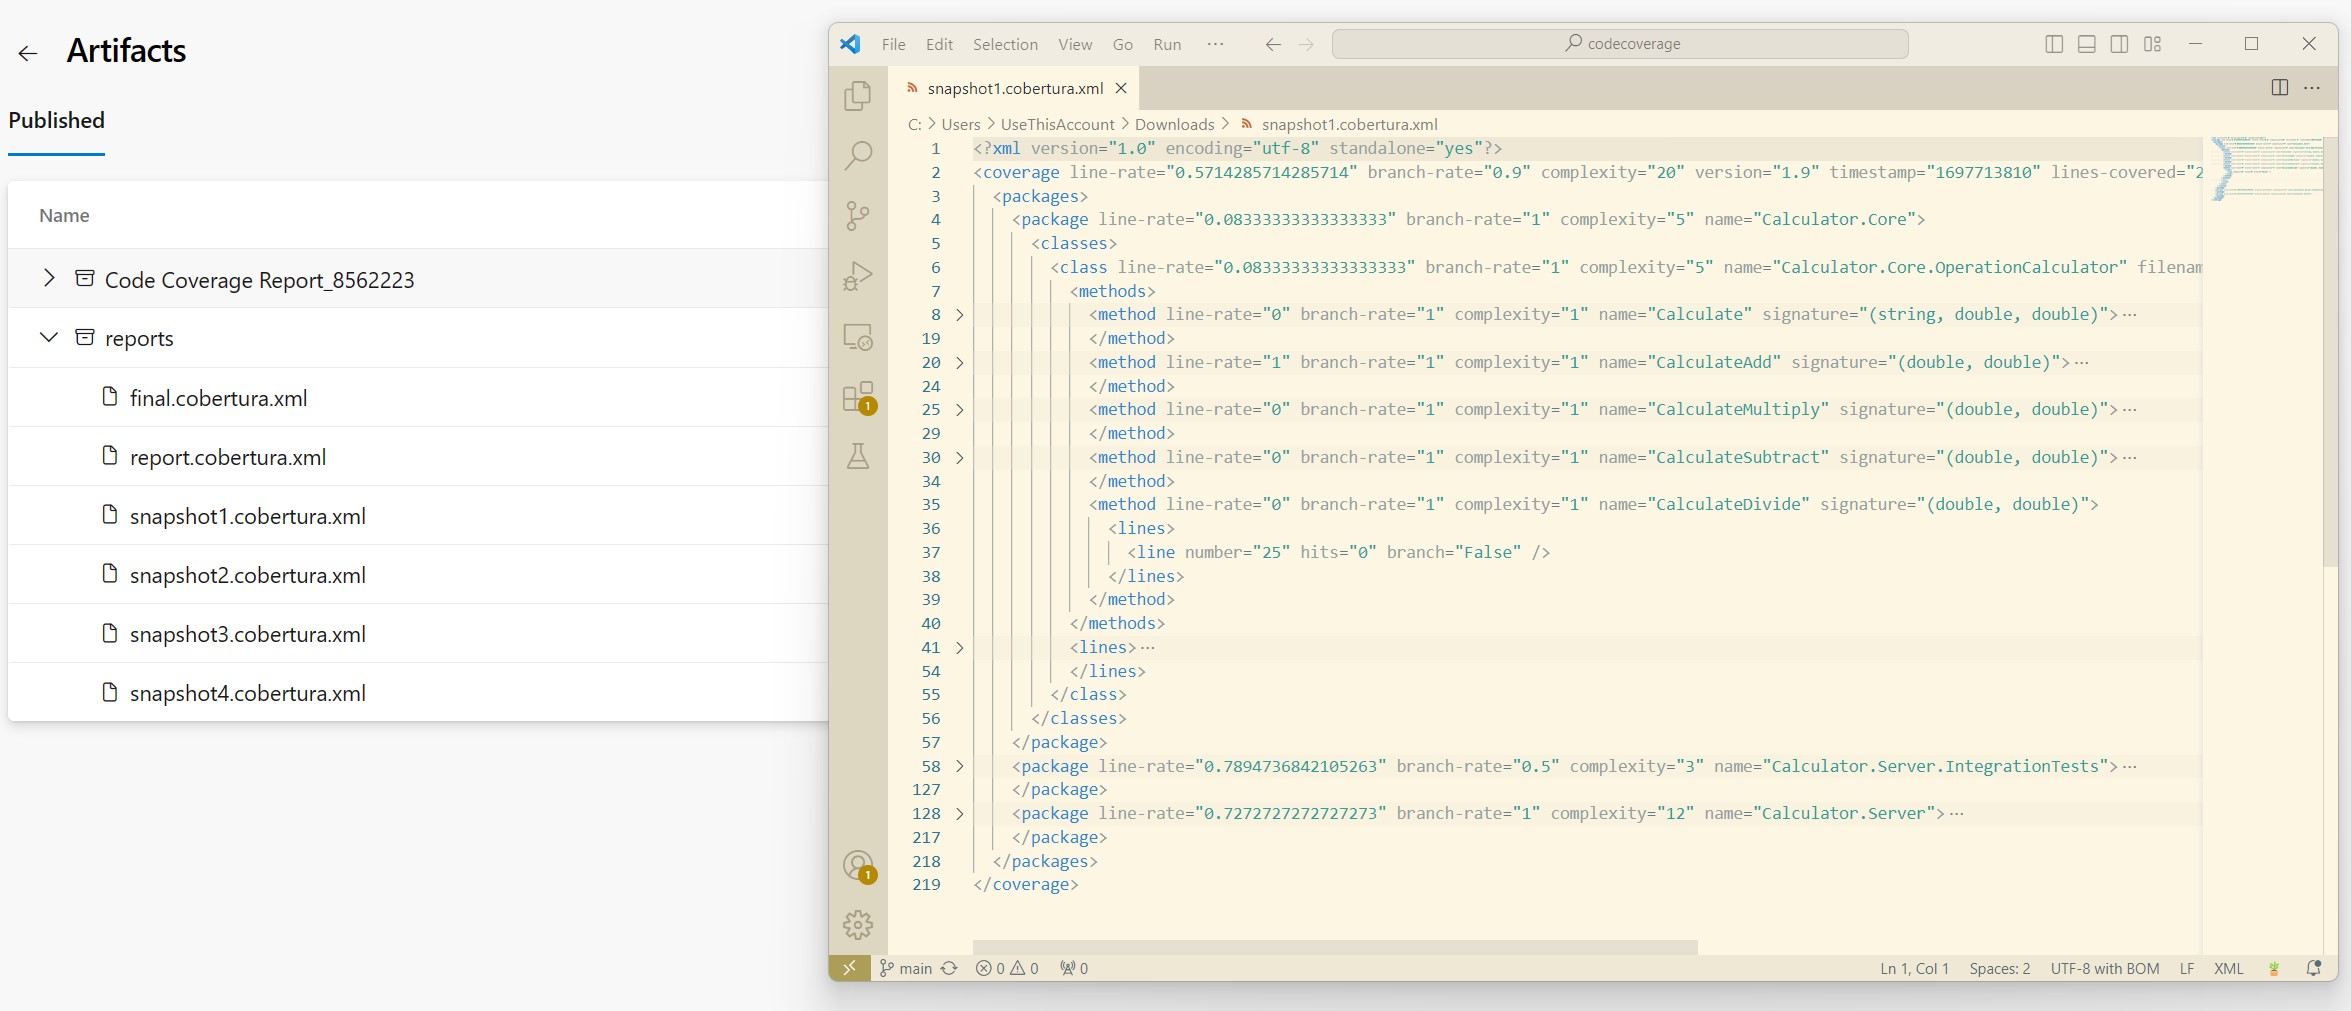 Artifacts
Published
Name
Code Coverage Report_8562223
reports
final.cobertura.xml
report.cobertura.xml
snapshot1.cobertura.xml
snapshot2.cobertura.xml
snapshot3.cobertura.xml
snapshot4.cobertura.xml
File Edit Selection View Go Run ··· codecoverage
snapshot1.cobertura.xml
C: > Users > UseThisAccount > Downloads > snapshot1.cobertura.xml
1 <?xml version="1.0" encoding="utf-8" standalone="yes"?>
2 <coverage line-rate="0.5714285714285714" branch-rate="0.9" complexity="20" version="1.9" timestamp="1697713810" lines-covered="2
3 <packages>
4 <package line-rate="0.08333333333333333" branch-rate="1" complexity="5" name="Calculator.Core">
5 <classes>
6 <class line-rate="0.08333333333333333" branch-rate="1" complexity="5" name="Calculator.Core.OperationCalculator" filenam
7 <methods>
8 <method line-rate="0" branch-rate="1" complexity="1" name="Calculate" signature="(string, double, double)">···
19 </method>
20 <method line-rate="1" branch-rate="1" complexity="1" name="CalculateAdd" signature="(double, double)">···
24 </method>
25 <method line-rate="0" branch-rate="1" complexity="1" name="CalculateMultiply" signature="(double, double)">···
29 </method>
30 <method line-rate="0" branch-rate="1" complexity="1" name="CalculateSubtract" signature="(double, double)">···
34 </method>
35 <method line-rate="0" branch-rate="1" complexity="1" name="CalculateDivide" signature="(double, double)">
36 <lines>
37 <line number="25" hits="0" branch="False" />
38 </lines>
39 </method>
40 </methods>
41 <lines>···
54 </lines>
55 </class>
56 </classes>
57 </package>
58 <package line-rate="0.7894736842105263" branch-rate="0.5" complexity="3" name="Calculator.Server.IntegrationTests">···
127 </package>
128 <package line-rate="0.7272727272727273" branch-rate="1" complexity="12" name="Calculator.Server">···
217 </package>
218 </packages>
219 </coverage>
1
1
main 0 0 0 Ln 1, Col 1 Spaces: 2 UTF-8 with BOM LF XML